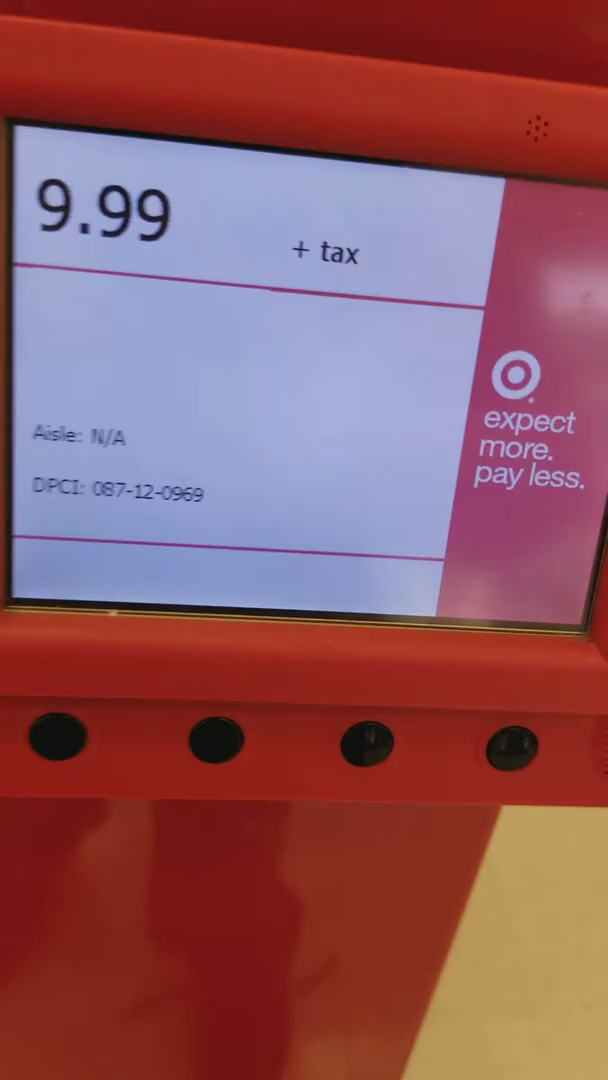 9.99
+ tax
Aisle: N/A
DPCI: 087-12-0969
expect
more.
pay less.